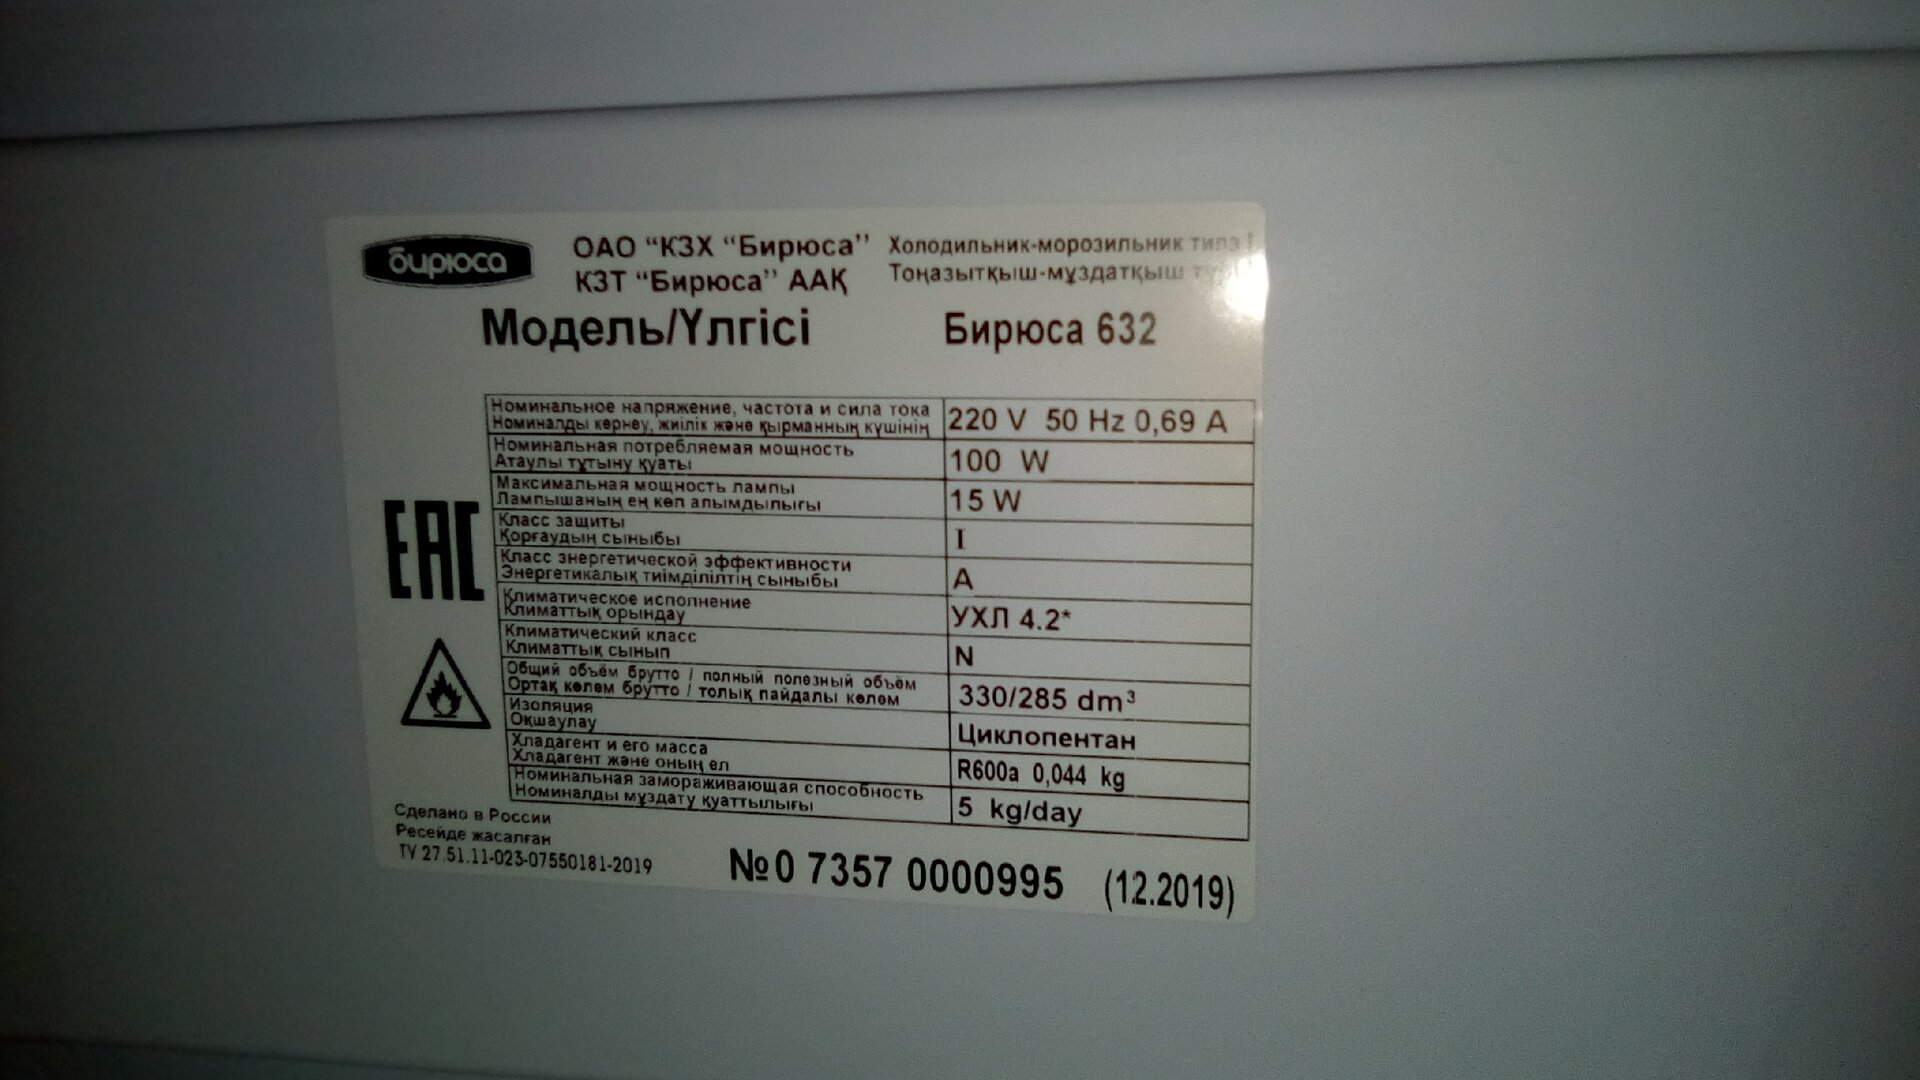 бирюса
ОАО “КЗХ “Бирюса”
КЗТ “Бирюса” ААҚ
Холодильник-морозильник типа I
Тоңазытқыш-мұздатқыш
Модель/Үлгісі Бирюса 632
Номинальное напряжение, частота и сила тока
Номиналды кернеу, жиілік және қырманның күшінің
220 V 50 Hz 0,69 A
Номинальная потребляемая мощность
Атаулы тұтыну қуаты
100 W
Максимальная мощность лампы
Лампышаның ең көп алымдылығы
15 W
Класс защиты
Қорғаудың сыныбы
I
Класс энергетической эффективности
Энергетикалық тиімділілтің сыныбы
A
Климатическое исполнение
Климаттық орындау
УХЛ 4.2*
Климатический класс
Климаттық сынып
N
Общий объём брутто / полный полезный объём
Ортақ көлем брутто / толық пайдалы көлем
330/285 dm³
Изоляция
Оқшаулау
Циклопентан
Хладагент и его масса
Хладагент және оның ел
R600a 0,044 kg
Номинальная замораживающая способность
Номиналды мұздату қуаттылығы
5 kg/day
EAC
Сделано в России
Ресейде жасалған
ТУ 27.51.11-023-07550181-2019
№0 7357 0000995 (12.2019)